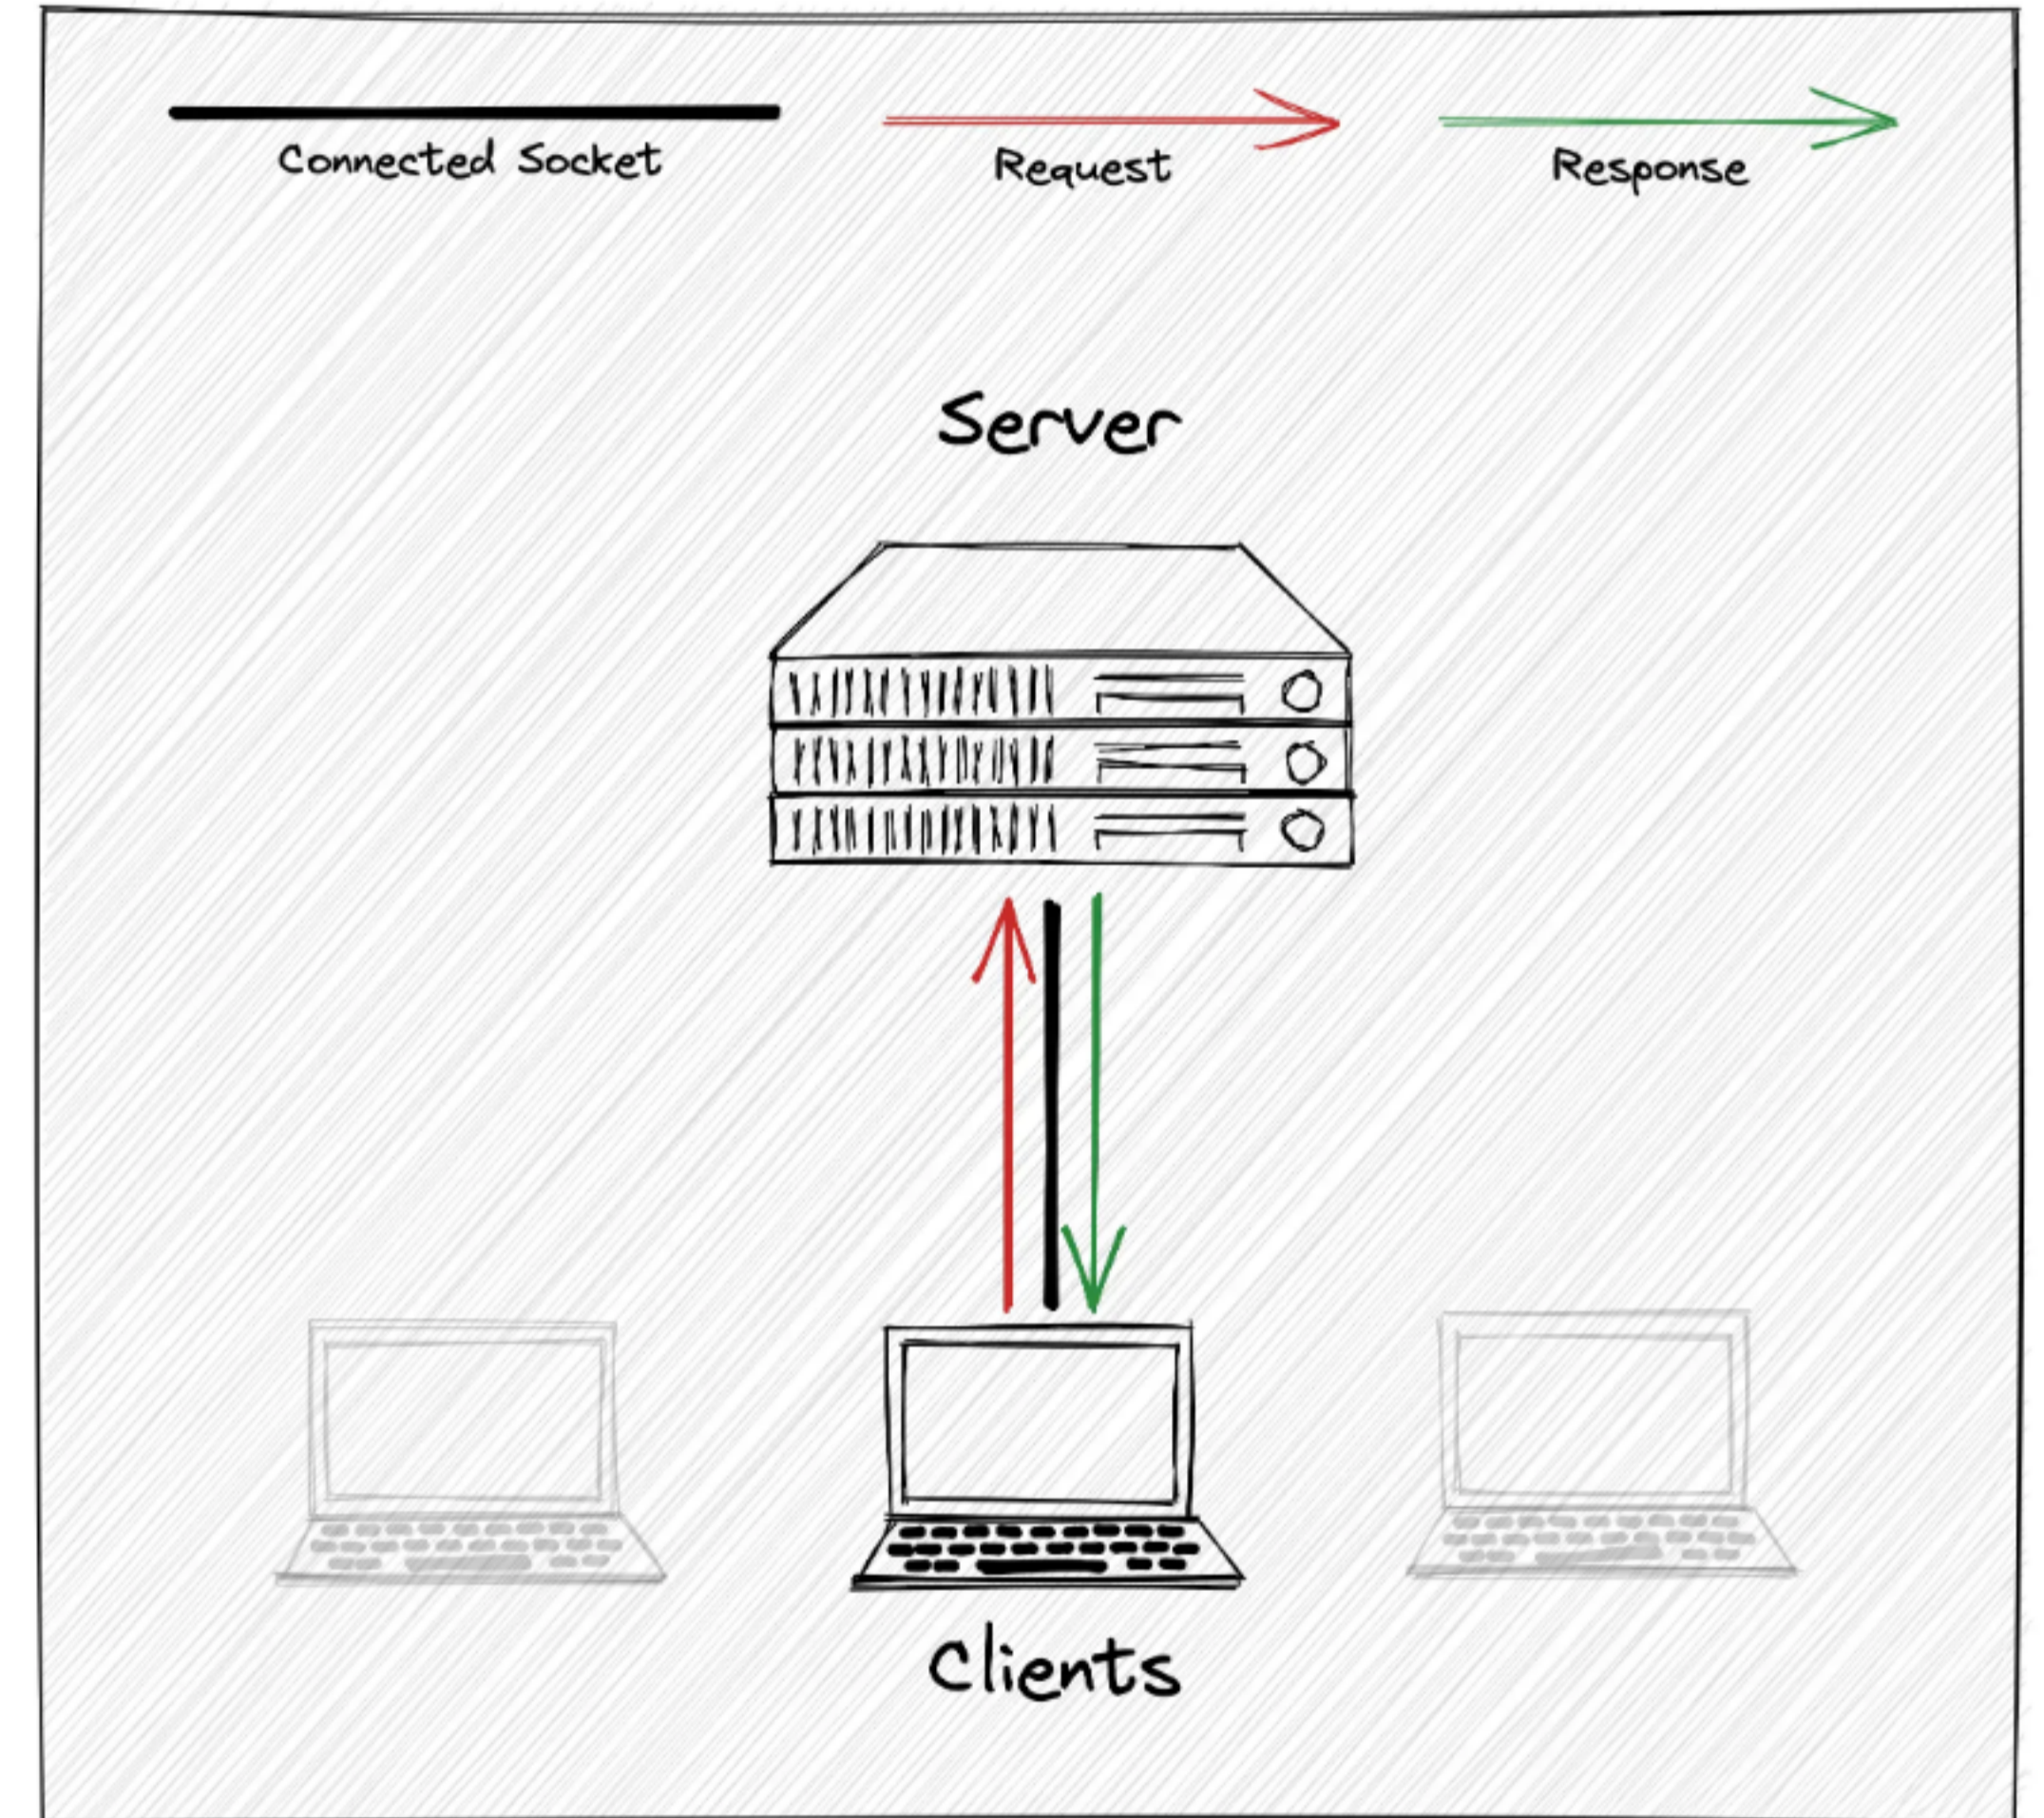 Connected Socket
Request
Response
Server
Clients